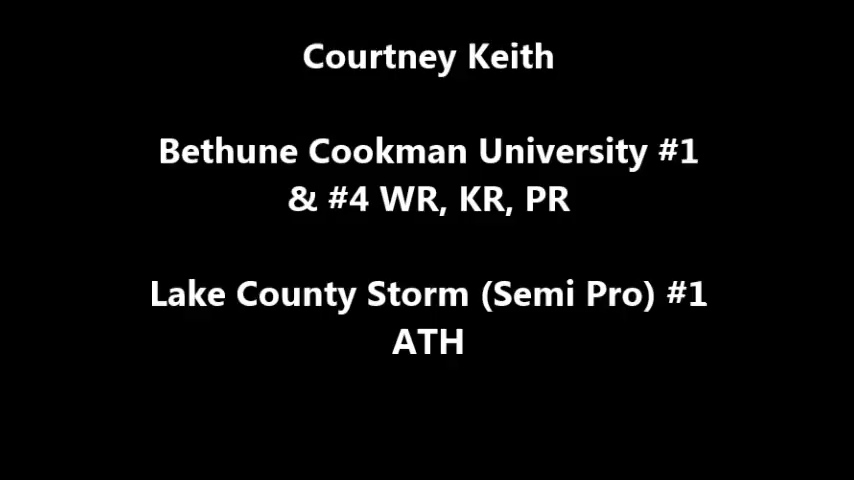 Courtney Keith
Bethune Cookman University #1
& #4 WR, KR, PR
Lake County Storm (Semi Pro) #1
ATH